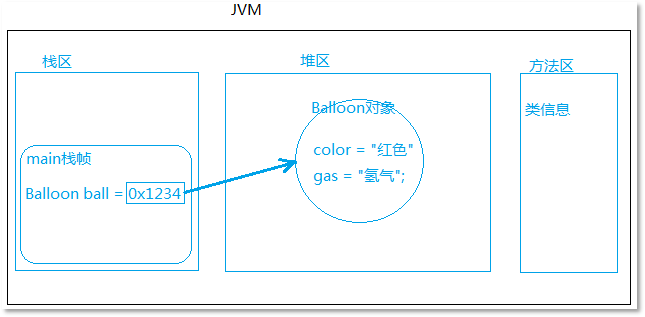 JVM
栈区
堆区
方法区
Balloon对象
类信息
color = "红色"
gas = "氢气";
main栈帧
Balloon ball = 0x1234